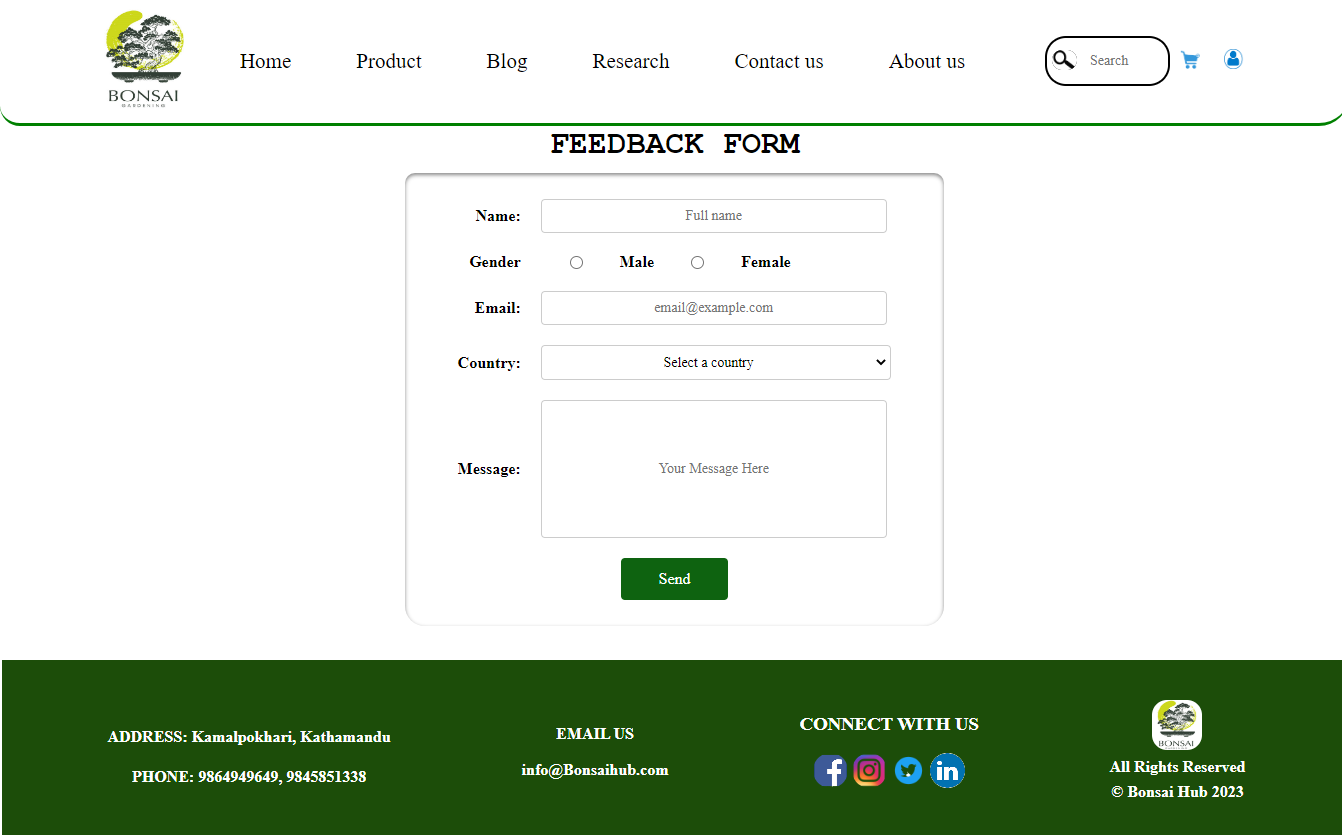 BONSAI
GARDENING
Home Product Blog Research Contact us About us Search
FEEDBACK FORM
Name: Full name
Gender Male Female
Email: email@example.com
Country: Select a country
Message: Your Message Here
Send
ADDRESS: Kamalpokhari, Kathamandu
PHONE: 9864949649, 9845851338
EMAIL US
info@Bonsaihub.com
CONNECT WITH US
BONSAI
All Rights Reserved
© Bonsai Hub 2023